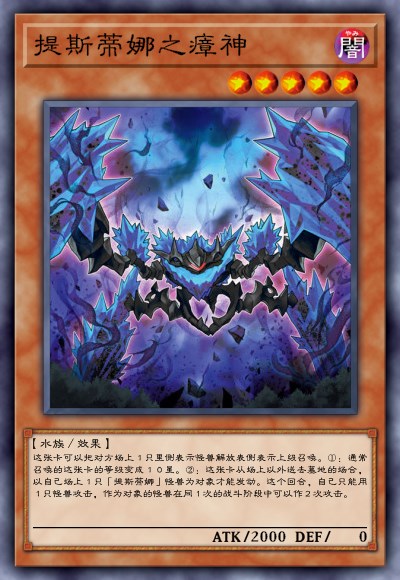 提斯蒂娜之瘴神
やみ
闇
【水族／效果】
这张卡可以把对方场上１只里侧表示怪兽解放表侧表示上级召唤。①：通常
召唤的这张卡的等级变成１０星。②：这张卡从场上以外送去墓地的场合，
以自己场上１只「提斯蒂娜」怪兽为对象才能发动。这个回合，自己只能用
１只怪兽攻击，作为对象的怪兽在同１次的战斗阶段中可以作２次攻击。
ATK/2000 DEF/ 0